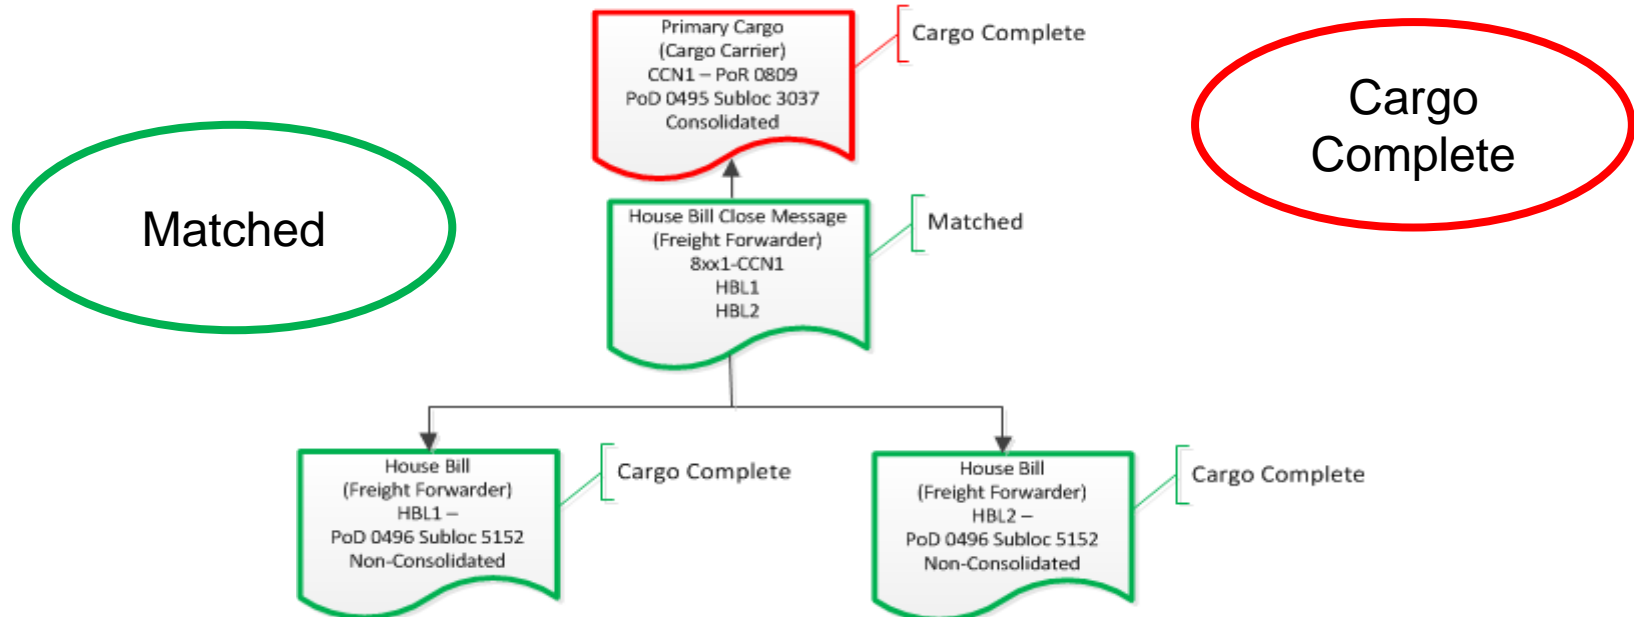 Primary Cargo
(Cargo Carrier)
CCN1 – PoR 0809
PoD 0495 Subloc 3037
Consolidated
Cargo Complete
Cargo
Complete
Matched
House Bill Close Message
(Freight Forwarder)
8xx1-CCN1
HBL1
HBL2
Matched
House Bill
(Freight Forwarder)
HBL1 –
PoD 0496 Subloc 5152
Non-Consolidated
Cargo Complete
House Bill
(Freight Forwarder)
HBL2 –
PoD 0496 Subloc 5152
Non-Consolidated
Cargo Complete